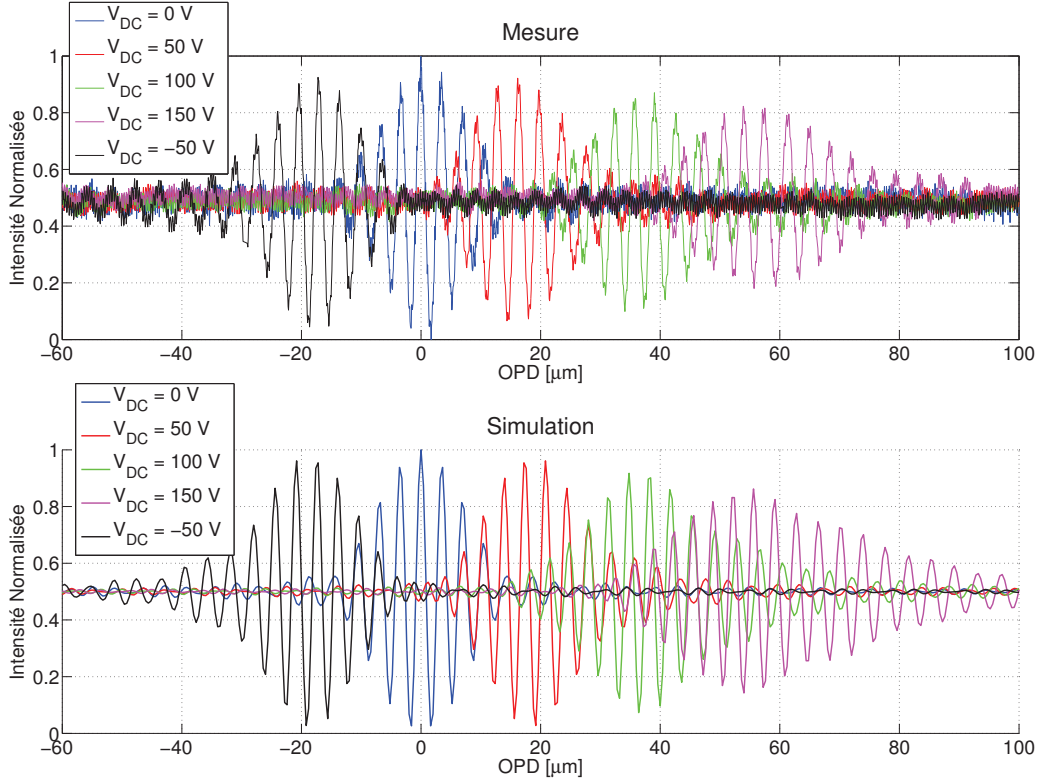 Mesure
V_DC = 0 V
V_DC = 50 V
V_DC = 100 V
V_DC = 150 V
V_DC = −50 V
Intensité Normalisée
1
0.8
0.6
0.4
0.2
0
−60 −40 −20 0 20 40 60 80 100
OPD [μm]
Simulation
V_DC = 0 V
V_DC = 50 V
V_DC = 100 V
V_DC = 150 V
V_DC = −50 V
Intensité Normalisée
1
0.8
0.6
0.4
0.2
0
−60 −40 −20 0 20 40 60 80 100
OPD [μm]